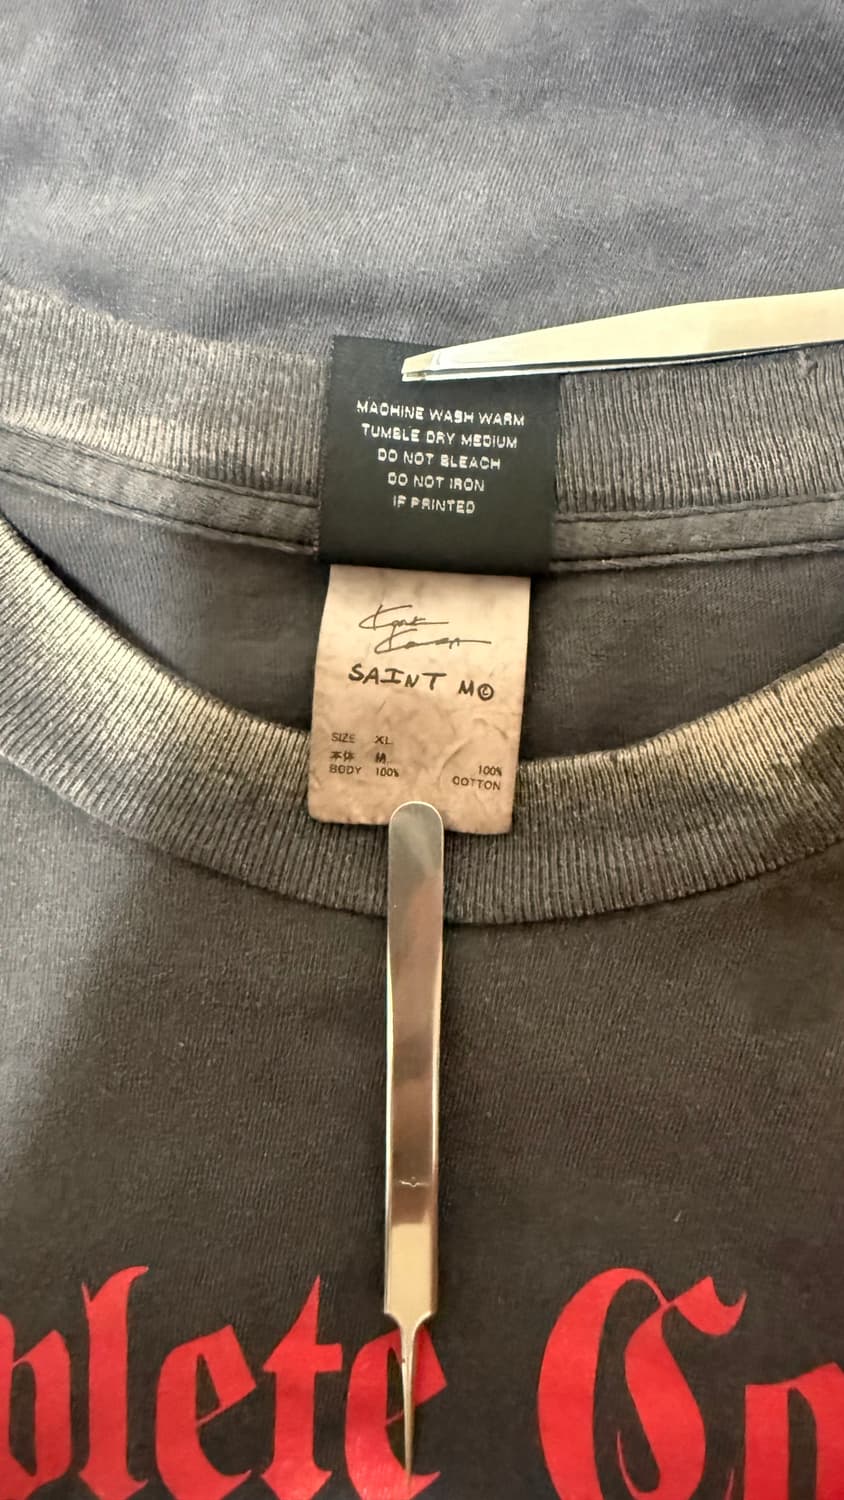 MACHINE WASH WARM
TUMBLE DRY MEDIUM
DO NOT BLEACH
DO NOT IRON
IF PRINTED
SAINT M©
SIZE XL
本体
BODY 100% 100%
COTTON
plete Co